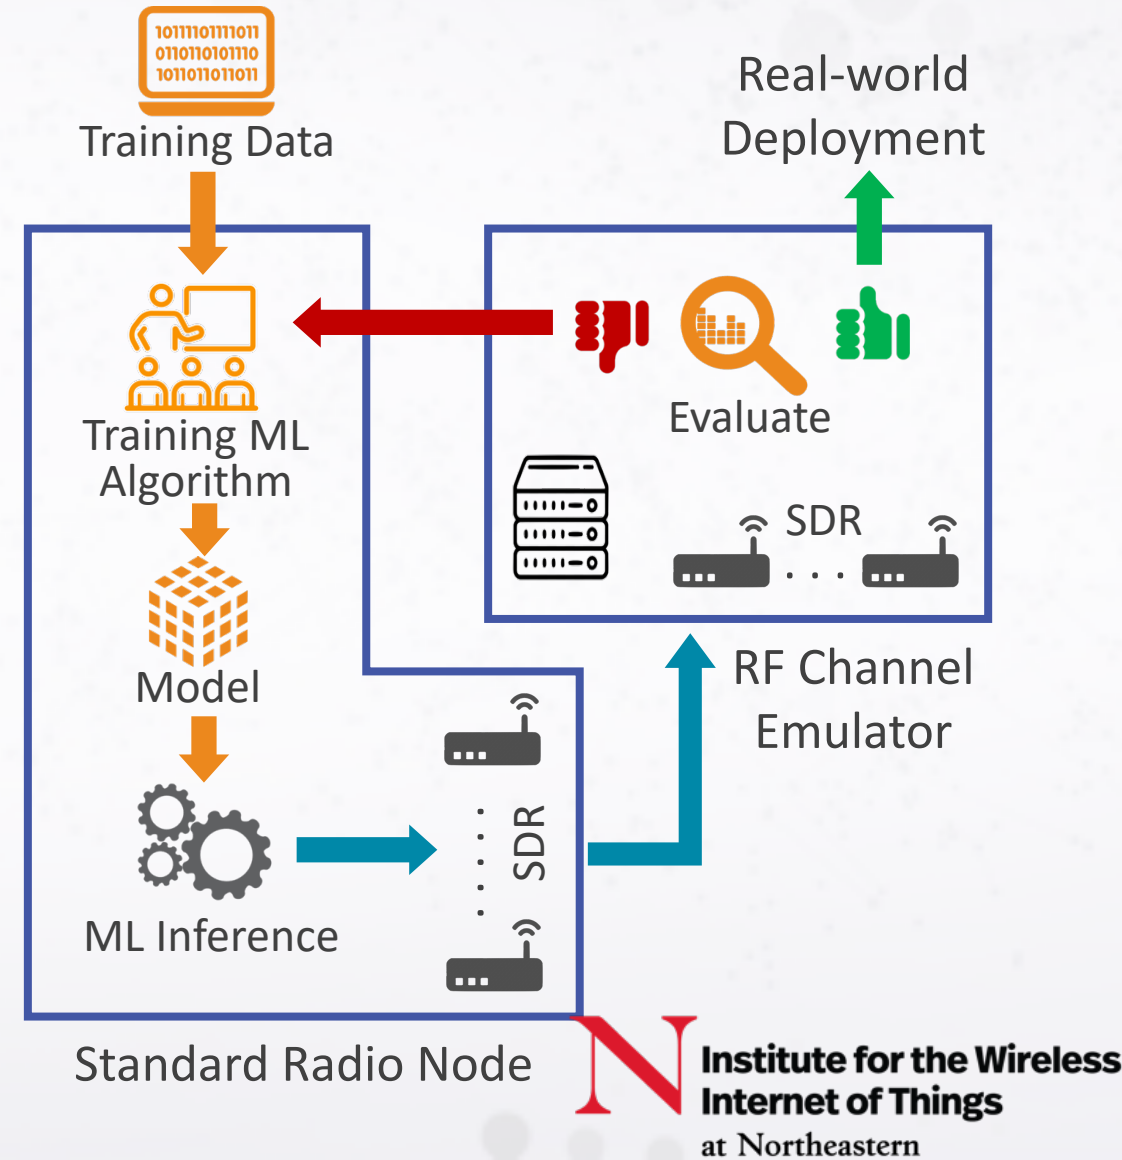 10111101111011
0110110101110
1011011011011
Training Data
Real-world
Deployment
Training ML
Algorithm
Evaluate
SDR
Model
RF Channel
Emulator
SDR
ML Inference
Standard Radio Node
N
Institute for the Wireless
Internet of Things
at Northeastern